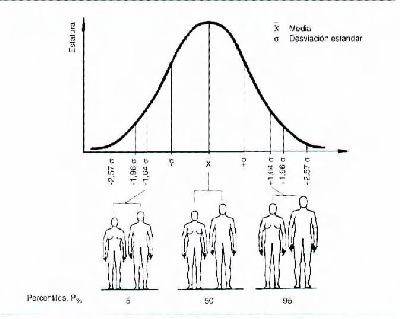 Estatura
X̄ Media
σ Desviación estandar
-2,57 σ
-1,96 σ
-1,64 σ
X̄
+1,64 σ
+1,96 σ
+2,57 σ
Percentiles, P%
5
50
95